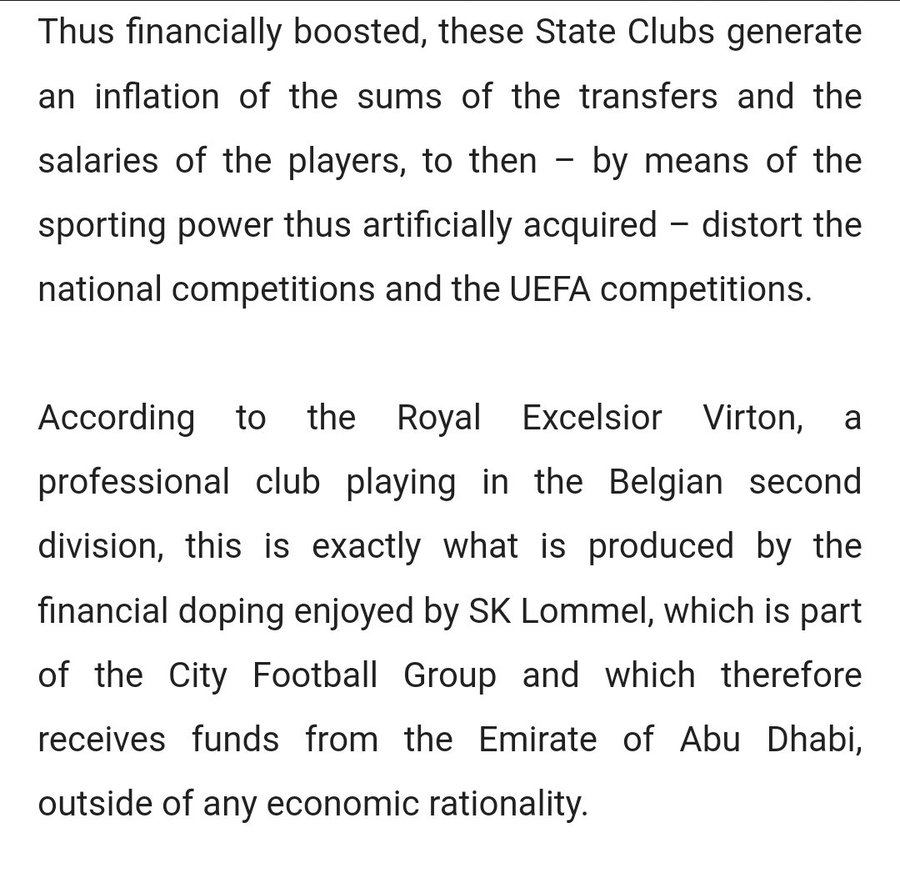 Thus financially boosted, these State Clubs generate
an inflation of the sums of the transfers and the
salaries of the players, to then – by means of the
sporting power thus artificially acquired – distort the
national competitions and the UEFA competitions.
According to the Royal Excelsior Virton, a
professional club playing in the Belgian second
division, this is exactly what is produced by the
financial doping enjoyed by SK Lommel, which is part
of the City Football Group and which therefore
receives funds from the Emirate of Abu Dhabi,
outside of any economic rationality.